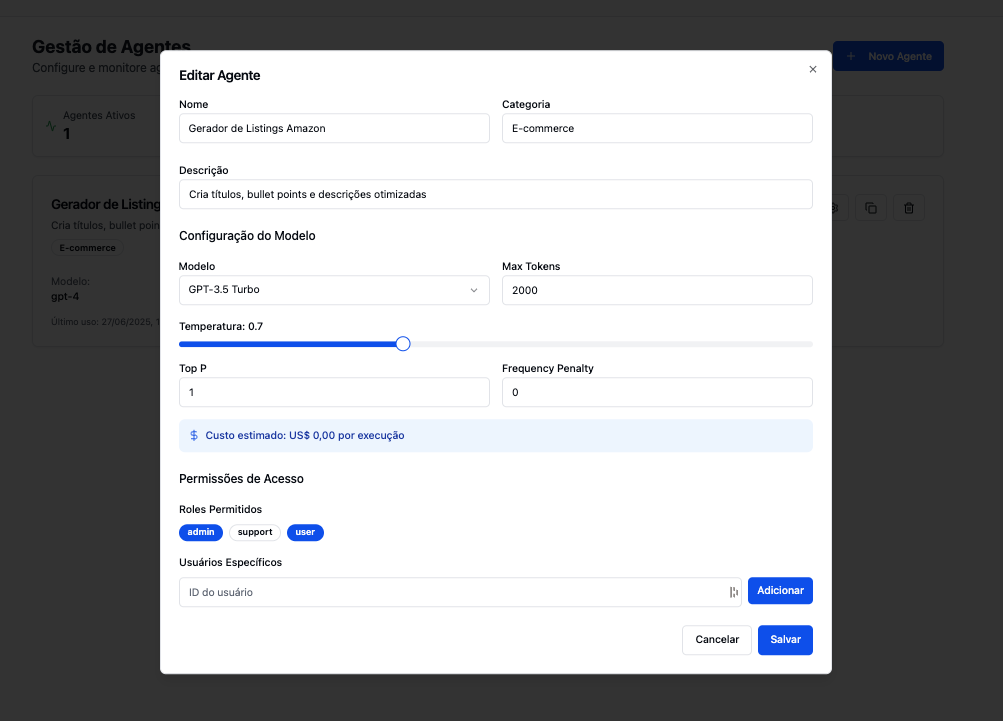 Gestão de Agentes
Configure e monitore
Novo Agente
Agentes Ativos
1
Gerador de Listing
Cria títulos, bullet
E-commerce
Modelo:
gpt-4
Último uso: 27/06/2025,
Editar Agente
Nome
Categoria
Gerador de Listings Amazon
E-commerce
Descrição
Cria títulos, bullet points e descrições otimizadas
Configuração do Modelo
Modelo
Max Tokens
GPT-3.5 Turbo
2000
Temperatura: 0.7
Top P
Frequency Penalty
1
0
$ Custo estimado: US$ 0,00 por execução
Permissões de Acesso
Roles Permitidos
admin support user
Usuários Específicos
ID do usuário
Adicionar
Cancelar
Salvar